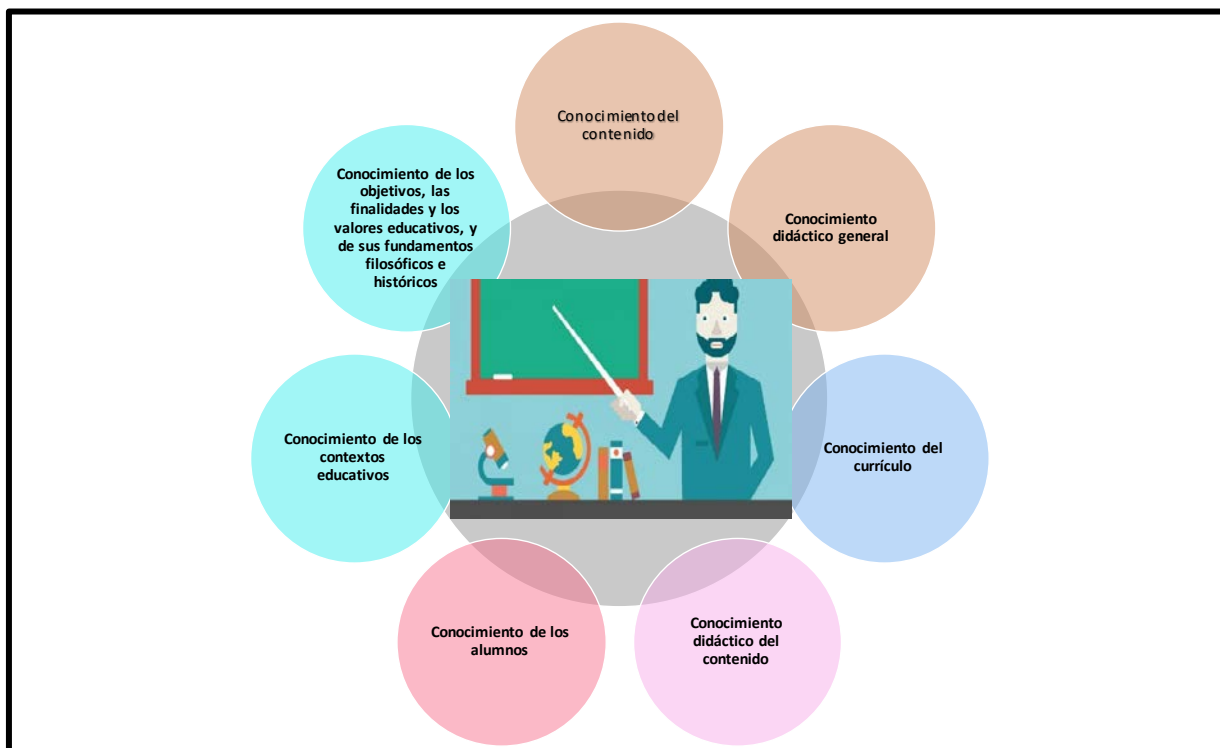 Conocimiento del
contenido
Conocimiento
didáctico general
Conocimiento del
currículo
Conocimiento
didáctico del
contenido
Conocimiento de los
alumnos
Conocimiento de los
contextos
educativos
Conocimiento de los
objetivos, las
finalidades y los
valores educativos, y
de sus fundamentos
filosóficos e
históricos